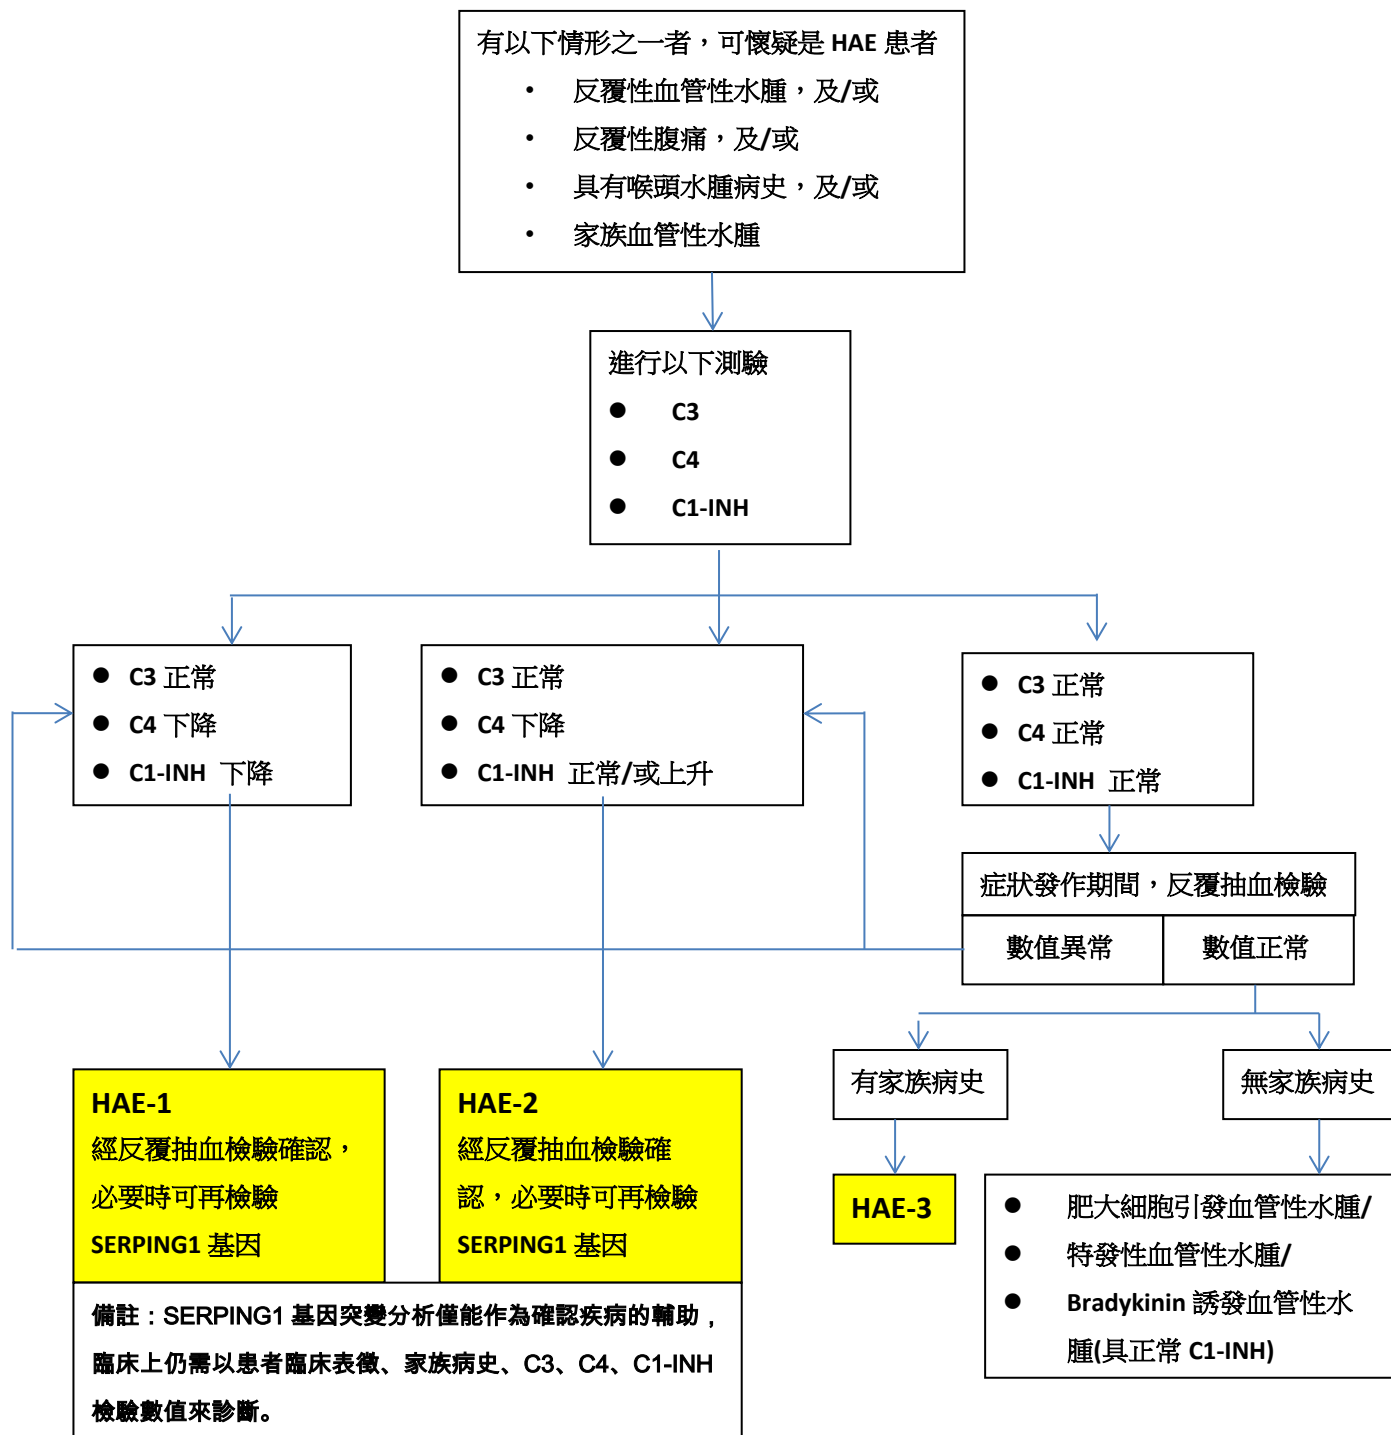 有以下情形之一者，可懷疑是 HAE 患者
• 反覆性血管性水腫，及/或
• 反覆性腹痛，及/或
• 具有喉頭水腫病史，及/或
• 家族血管性水腫
進行以下測驗
● C3
● C4
● C1-INH
● C3 正常
● C4 下降
● C1-INH 下降
● C3 正常
● C4 下降
● C1-INH 正常/或上升
● C3 正常
● C4 正常
● C1-INH 正常
症狀發作期間，反覆抽血檢驗
數值異常
數值正常
有家族病史
無家族病史
HAE-1
經反覆抽血檢驗確認，
必要時可再檢驗
SERPING1 基因
HAE-2
經反覆抽血檢驗確
認，必要時可再檢驗
SERPING1 基因
HAE-3
● 肥大細胞引發血管性水腫/
● 特發性血管性水腫/
● Bradykinin 誘發血管性水
腫(具正常 C1-INH)
備註：SERPING1 基因突變分析僅能作為確認疾病的輔助，
臨床上仍需以患者臨床表徵、家族病史、C3、C4、C1-INH
檢驗數值來診斷。